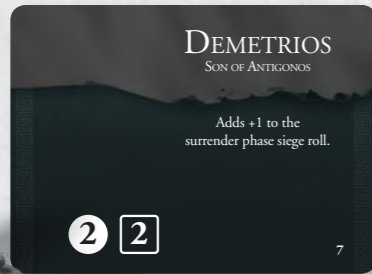 DEMETRIOS
SON OF ANTIGONOS
Adds +1 to the
surrender phase siege roll.
2 2
7